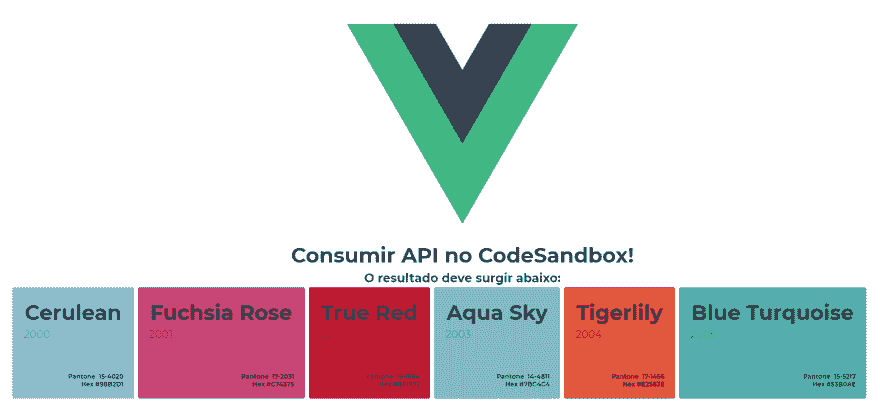 Consumir API no CodeSandbox!
O resultado deve surgir abaixo:
Cerulean
2000
Pantone 15-4020
Hex #98B2D1
Fuchsia Rose
2001
Pantone 17-2031
Hex #C74375
True Red
Aqua Sky
2003
Pantone 14-4811
Hex #7BC4C4
Tigerlily
2004
Pantone 17-1456
Hex #E2583E
Blue Turquoise
Pantone 15-5217
Hex #53B0AE